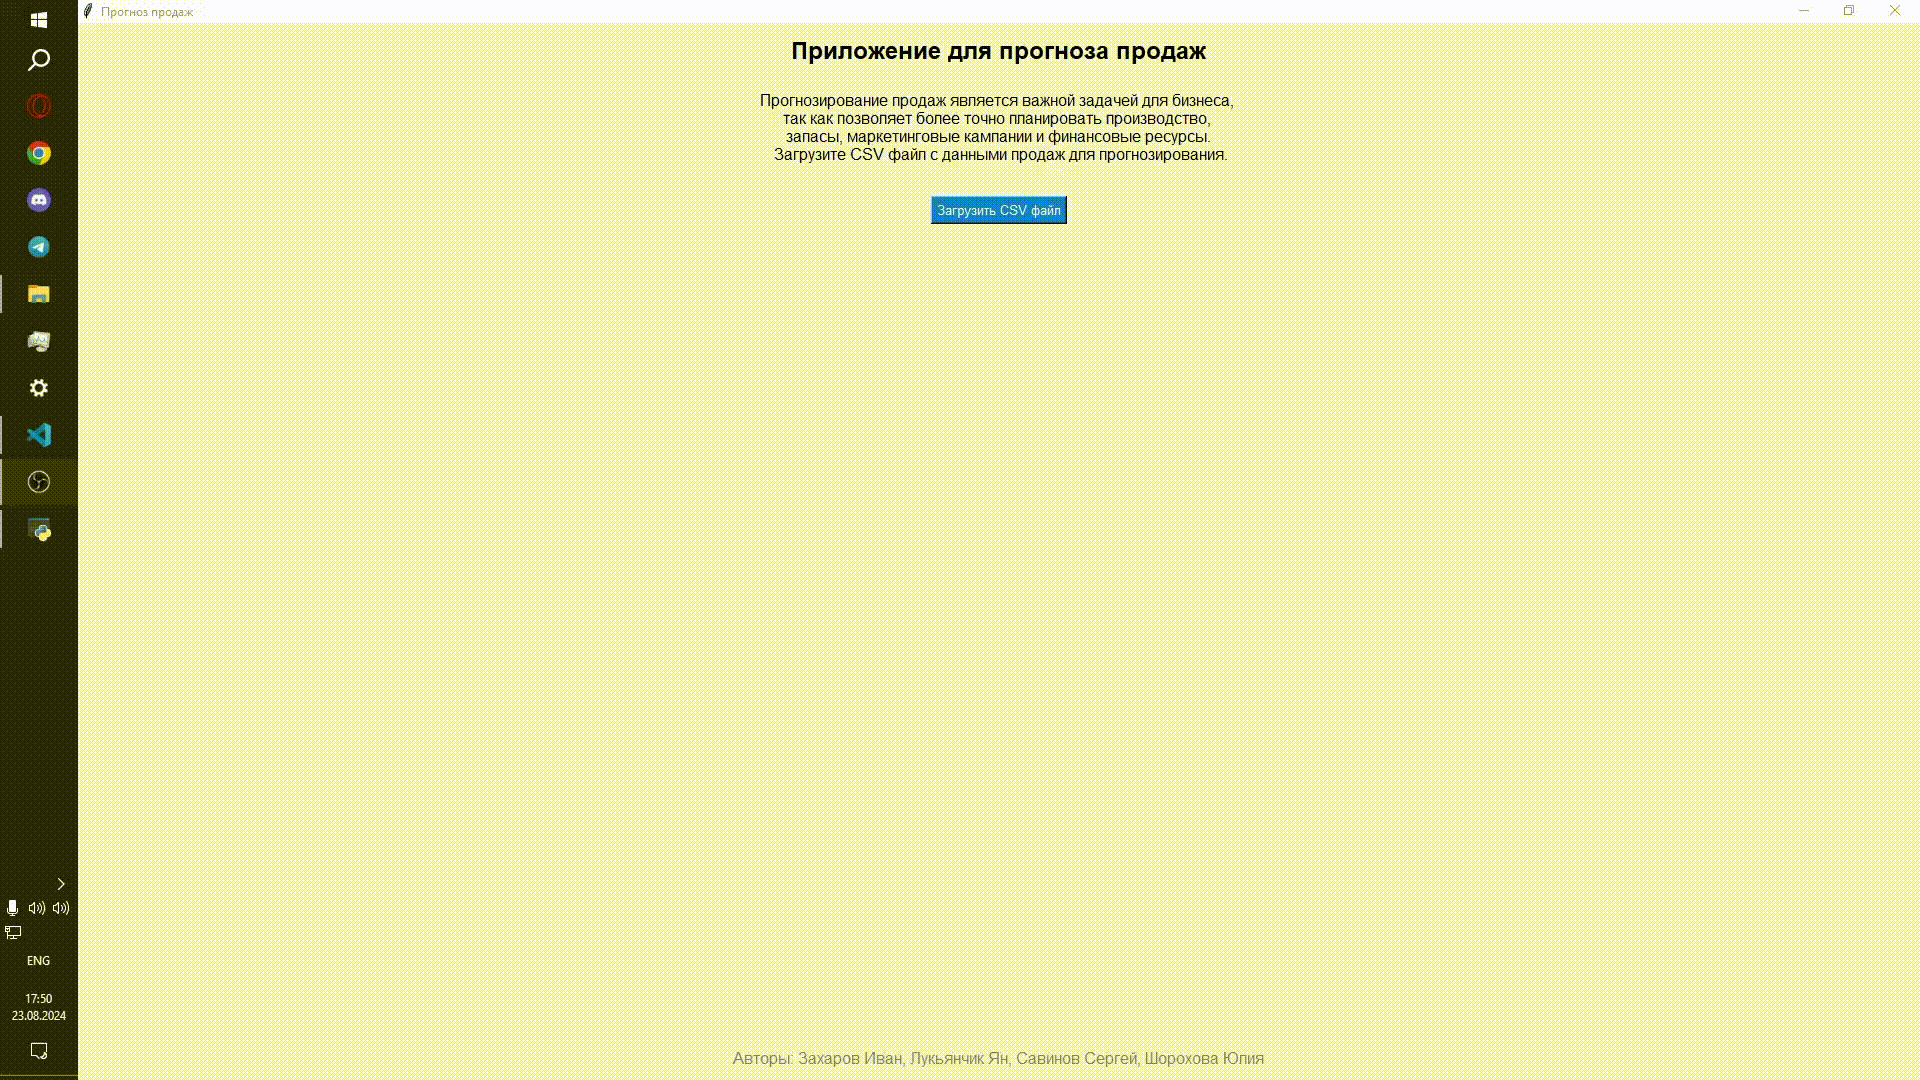 Прогноз продаж
Приложение для прогноза продаж
Прогнозирование продаж является важной задачей для бизнеса,
так как позволяет более точно планировать производство,
запасы, маркетинговые кампании и финансовые ресурсы.
Загрузите CSV файл с данными продаж для прогнозирования.
Загрузить CSV файл
ENG
17:50
23.08.2024
Авторы: Захаров Иван, Лукьянчик Ян, Савинов Сергей, Шорохова Юлия